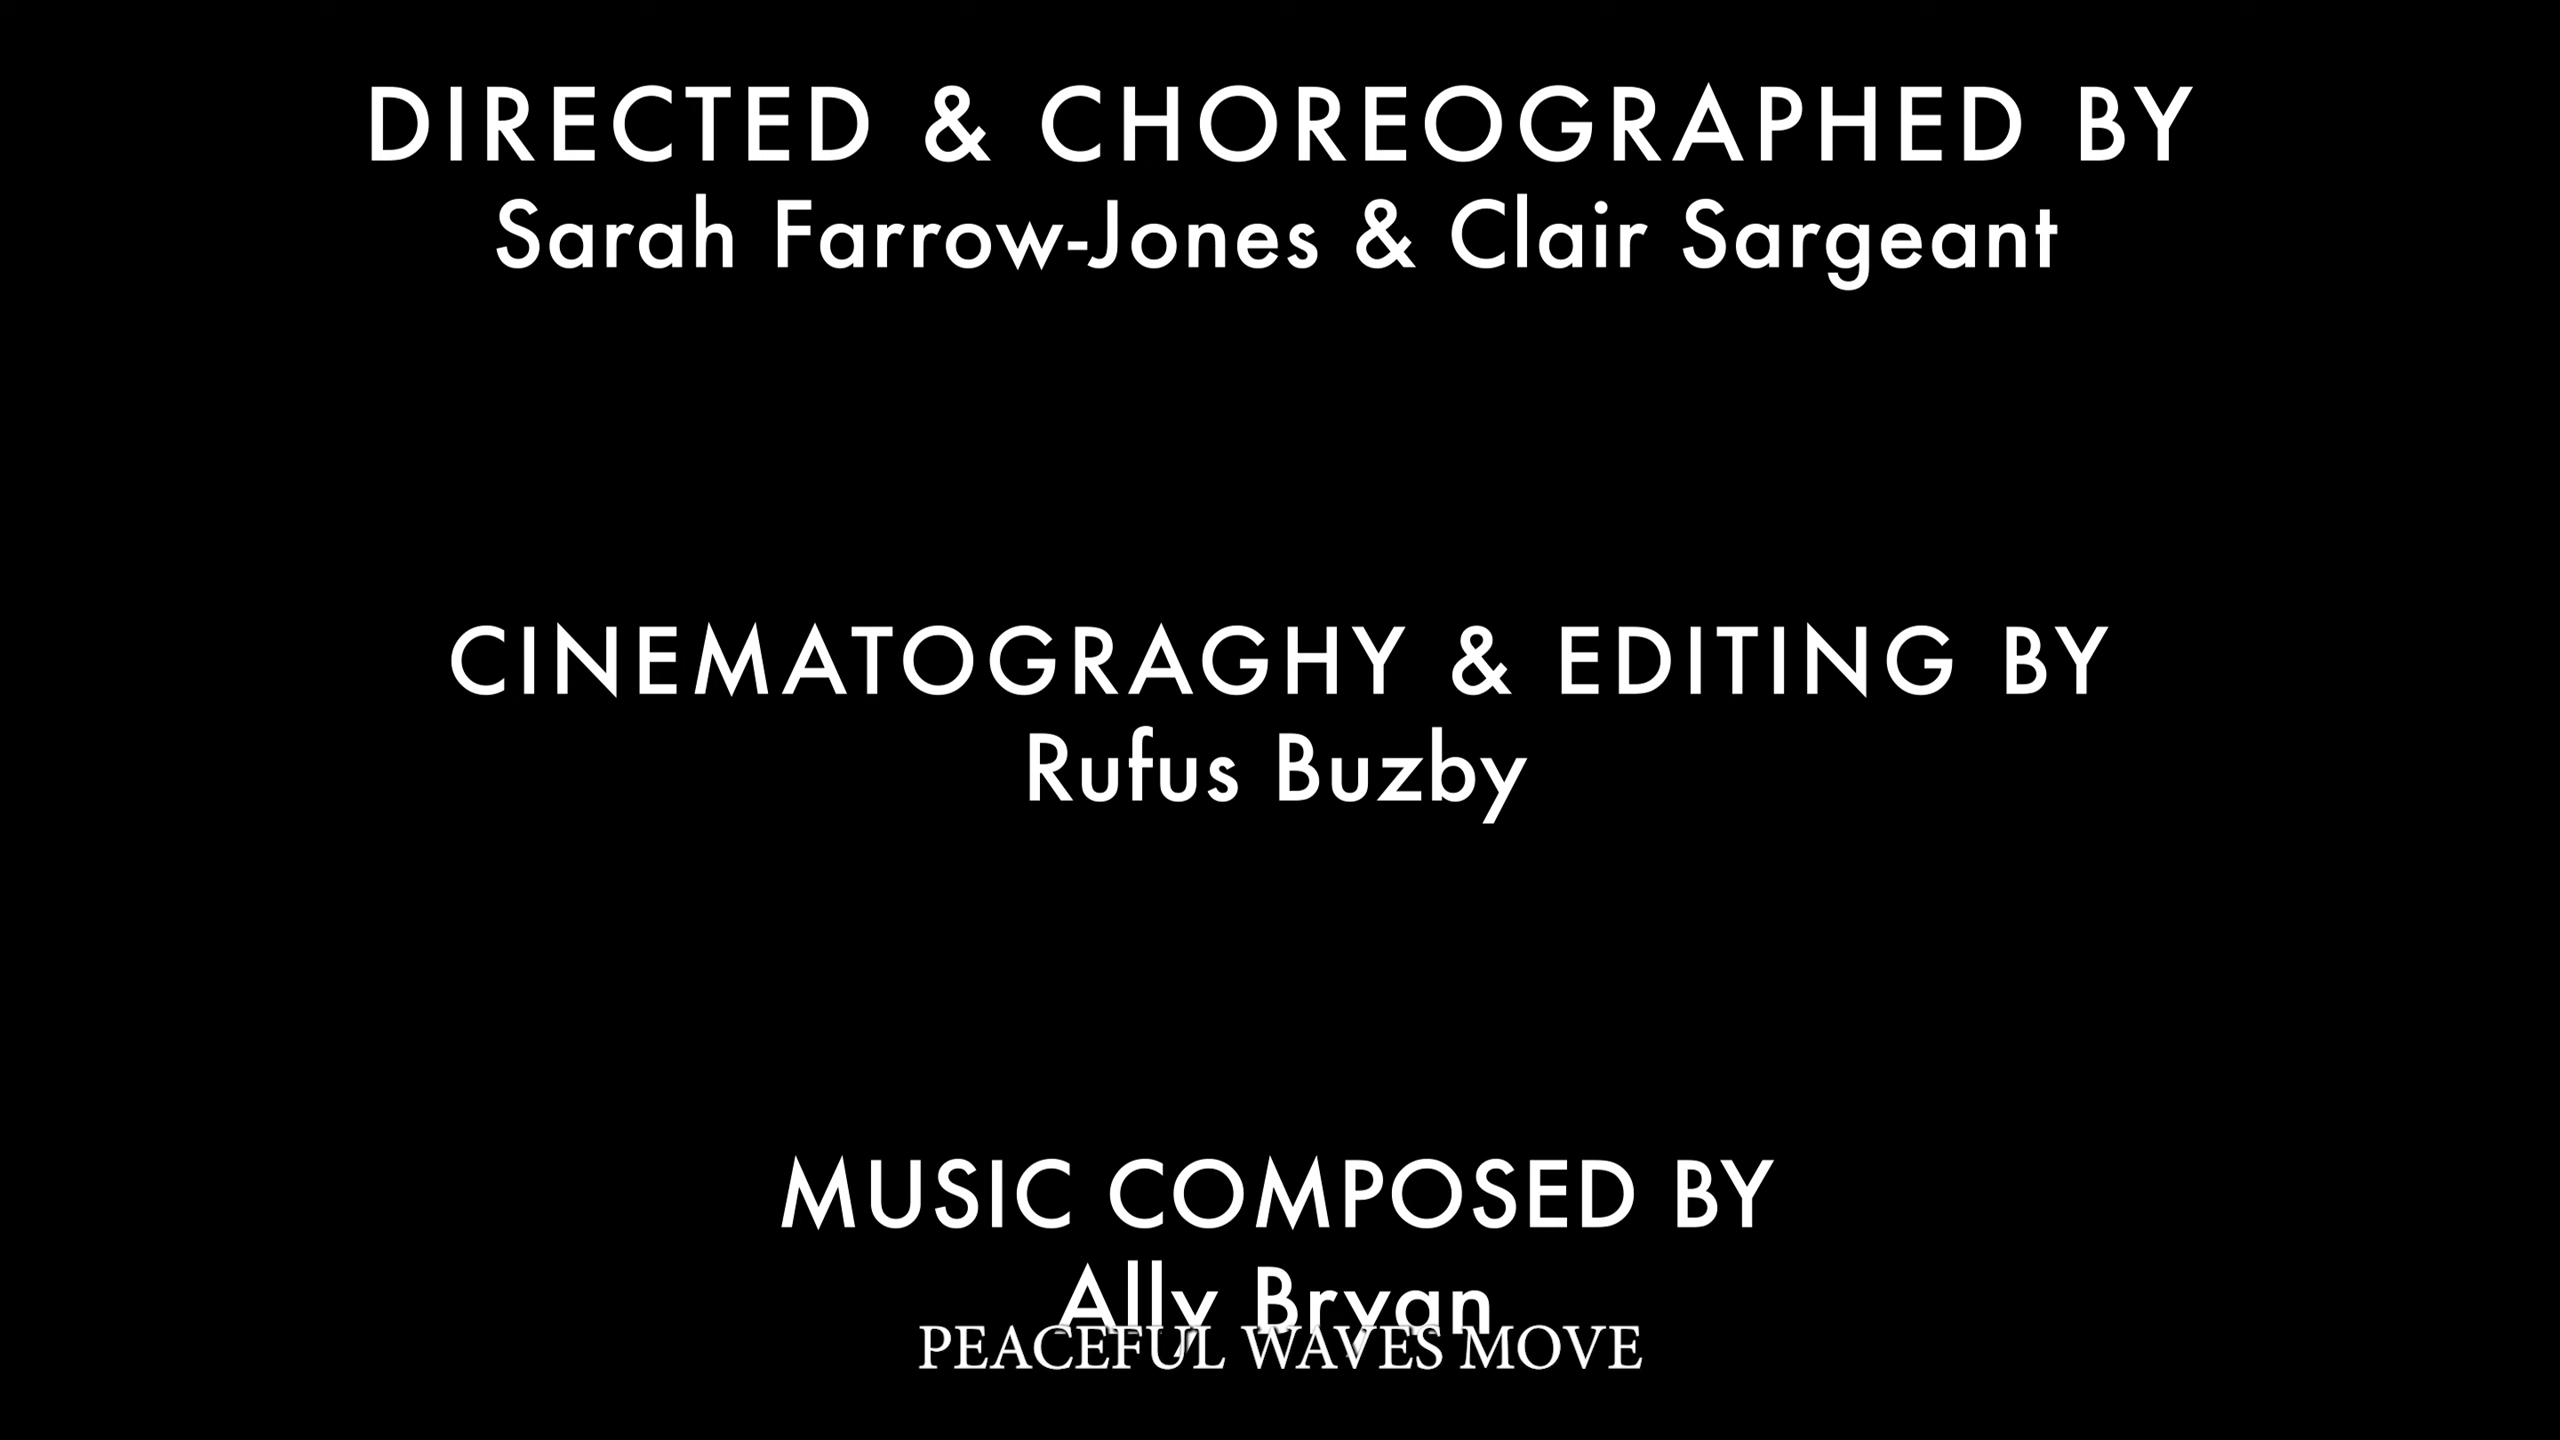 DIRECTED & CHOREOGRAPHED BY
Sarah Farrow-Jones & Clair Sargeant
CINEMATOGRAGHY & EDITING BY
Rufus Buzby
MUSIC COMPOSED BY
Ally Bryan
PEACEFUL WAVES MOVE